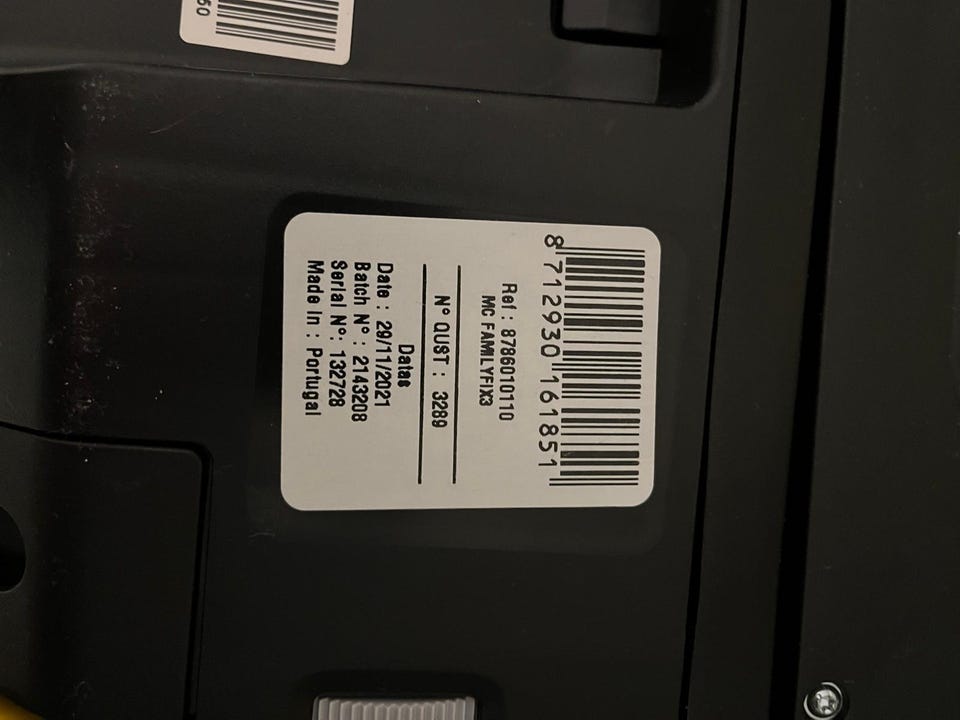 60
8 712930 161851
Ref : 8786010110
MC FAMILYFIX3
N° QUST : 3289
Datas
Date : 29/11/2021
Batch N° : 2143208
Serial N°: 132728
Made In : Portugal